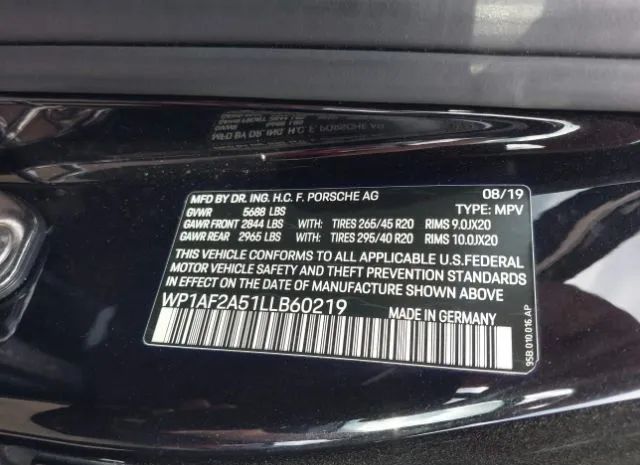 MFD BY DR. ING. H.C. F. PORSCHE AG 08/19
GVWR 5688 LBS TYPE: MPV
GAWR FRONT 2844 LBS WITH: TIRES 265/45 R20 RIMS 9.0JX20
GAWR REAR 2965 LBS WITH: TIRES 295/40 R20 RIMS 10.0JX20
THIS VEHICLE CONFORMS TO ALL APPLICABLE U.S.FEDERAL
MOTOR VEHICLE SAFETY, BUMPER, AND THEFT PREVENTION STANDARDS
IN EFFECT ON THE DATE OF MANUFACTURE SHOWN ABOVE
WP1AF2A51LLB60219 MADE IN GERMANY
95B.010.016.AP